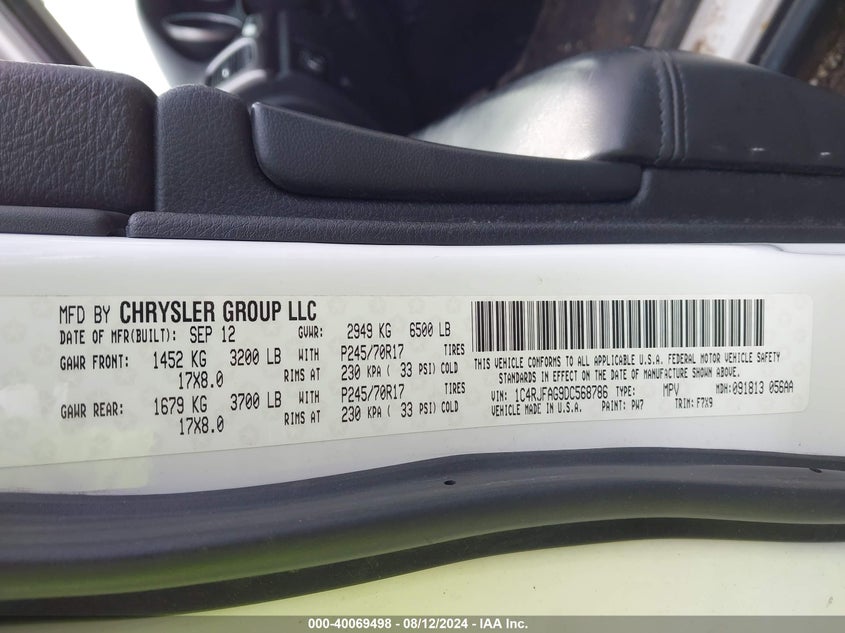 MFD BY CHRYSLER GROUP LLC
DATE OF MFR(BUILT): SEP 12 GVWR: 2949 KG 6500 LB
GAWR FRONT: 1452 KG 3200 LB WITH P245/70R17 TIRES
17X8.0 RIMS AT 230 KPA ( 33 PSI) COLD
GAWR REAR: 1679 KG 3700 LB WITH P245/70R17 TIRES
17X8.0 RIMS AT 230 KPA ( 33 PSI) COLD
THIS VEHICLE CONFORMS TO ALL APPLICABLE U.S.A. FEDERAL MOTOR VEHICLE SAFETY
STANDARDS IN EFFECT ON THE DATE OF MANUFACTURE SHOWN ABOVE.
VIN: 1C4RJFAG9DC568786 TYPE: MPV MDH: 091813 056AA
VEHICLE MADE IN U.S.A. PAINT: PW7 TRIM: F7X9
000-40069498 - 08/12/2024 - IAA Inc.